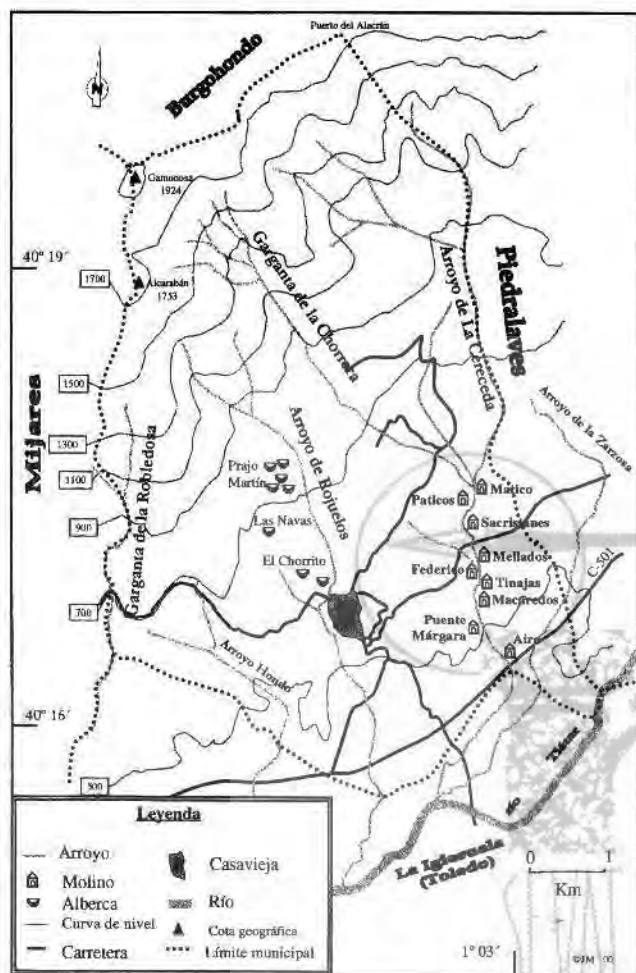 Puerto del Alacrán
Burgohondo
N
Gamonosa
1924
40° 19´
1700
Alcarabán
1753
Garganta de la Chorrera
Arroyo de La Cereceda
Piedralaves
1500
Mijares
1300
1100
900
700
Garganta de la Robledosa
Arroyo de Bojuelos
Arroyo de la Zarzosa
Prajo
Martín
Las Navas
El Chorrito
Paticos
Matico
Sacristanes
Mellados
Federico
Tinajas
Macaredos
C-501
Puente
Márgara
Airo
Arroyo Hondo
40° 16´
500
Río Tiétar
La Iglesuela
(Toledo)
Leyenda
Arroyo
Molino
Alberca
Curva de nivel
Carretera
Casavieja
Río
Cota geográfica
Límite municipal
0 1
Km
1° 03´